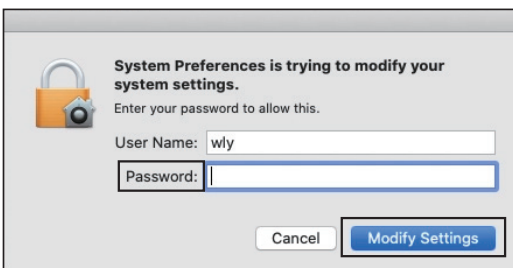 System Preferences is trying to modify your
system settings.
Enter your password to allow this.
User Name: wly
Password:
Cancel Modify Settings